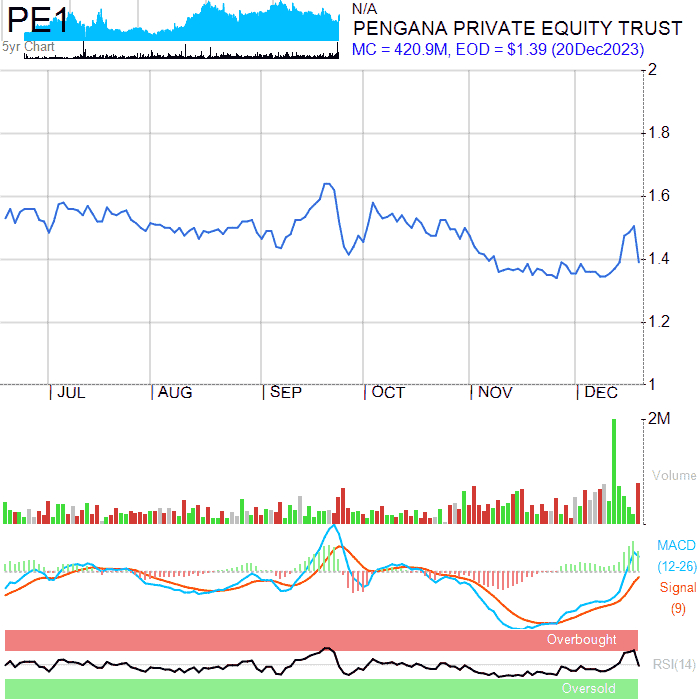 PE1
5yr Chart
N/A
PENGANA PRIVATE EQUITY TRUST
MC = 420.9M, EOD = $1.39 (20Dec2023)
2
1.8
1.6
1.4
1.2
1
JUL AUG SEP OCT NOV DEC
2M
Volume
MACD
(12-26)
Signal
(9)
Overbought
RSI(14)
Oversold